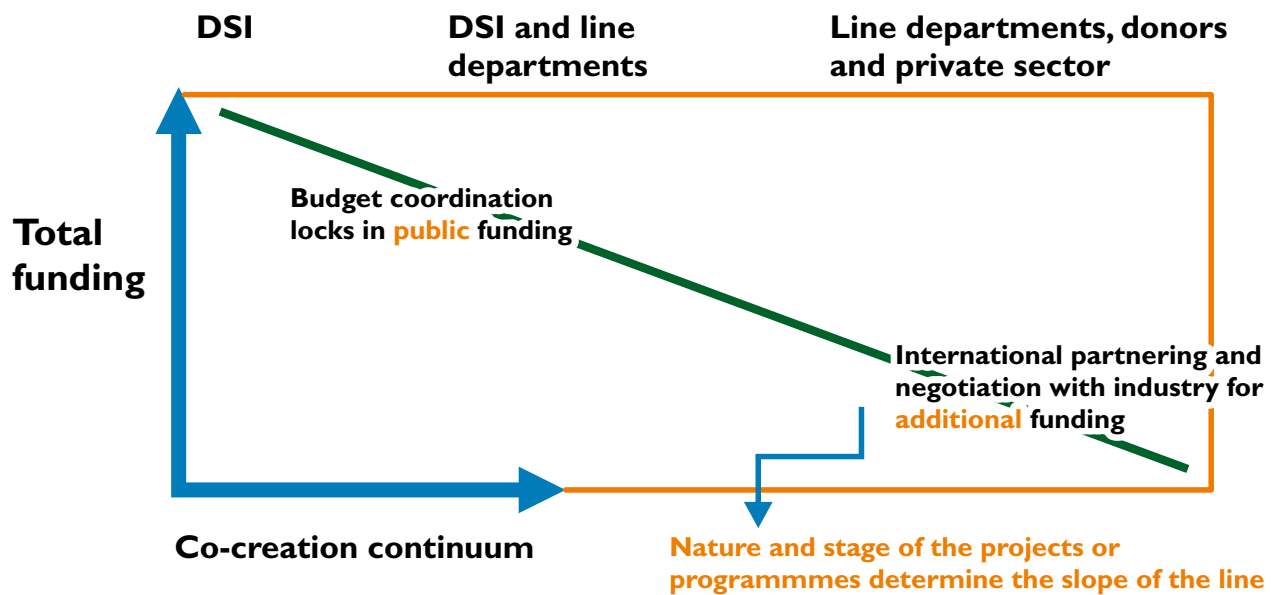 DSI
DSI and line
departments
Line departments, donors
and private sector
Total
funding
Budget coordination
locks in public funding
International partnering and
negotiation with industry for
additional funding
Co-creation continuum
Nature and stage of the projects or
programmmes determine the slope of the line